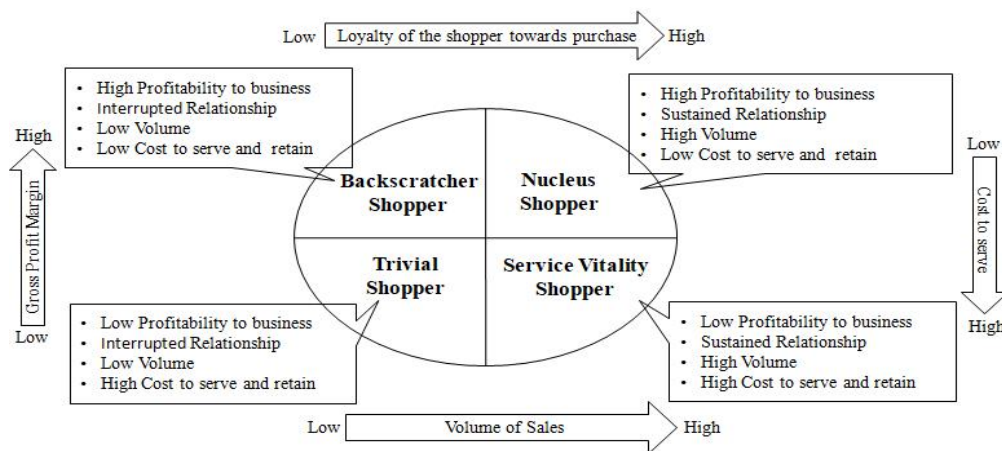 Low Loyalty of the shopper towards purchase High
• High Profitability to business
• Interrupted Relationship
• Low Volume
• Low Cost to serve and retain
• High Profitability to business
• Sustained Relationship
• High Volume
• Low Cost to serve and retain
High
Gross Profit Margin
Low
Low
Cost to serve
High
Backscratcher
Shopper
Nucleus
Shopper
Trivial
Shopper
Service Vitality
Shopper
• Low Profitability to business
• Interrupted Relationship
• Low Volume
• High Cost to serve and retain
• Low Profitability to business
• Sustained Relationship
• High Volume
• High Cost to serve and retain
Low Volume of Sales High